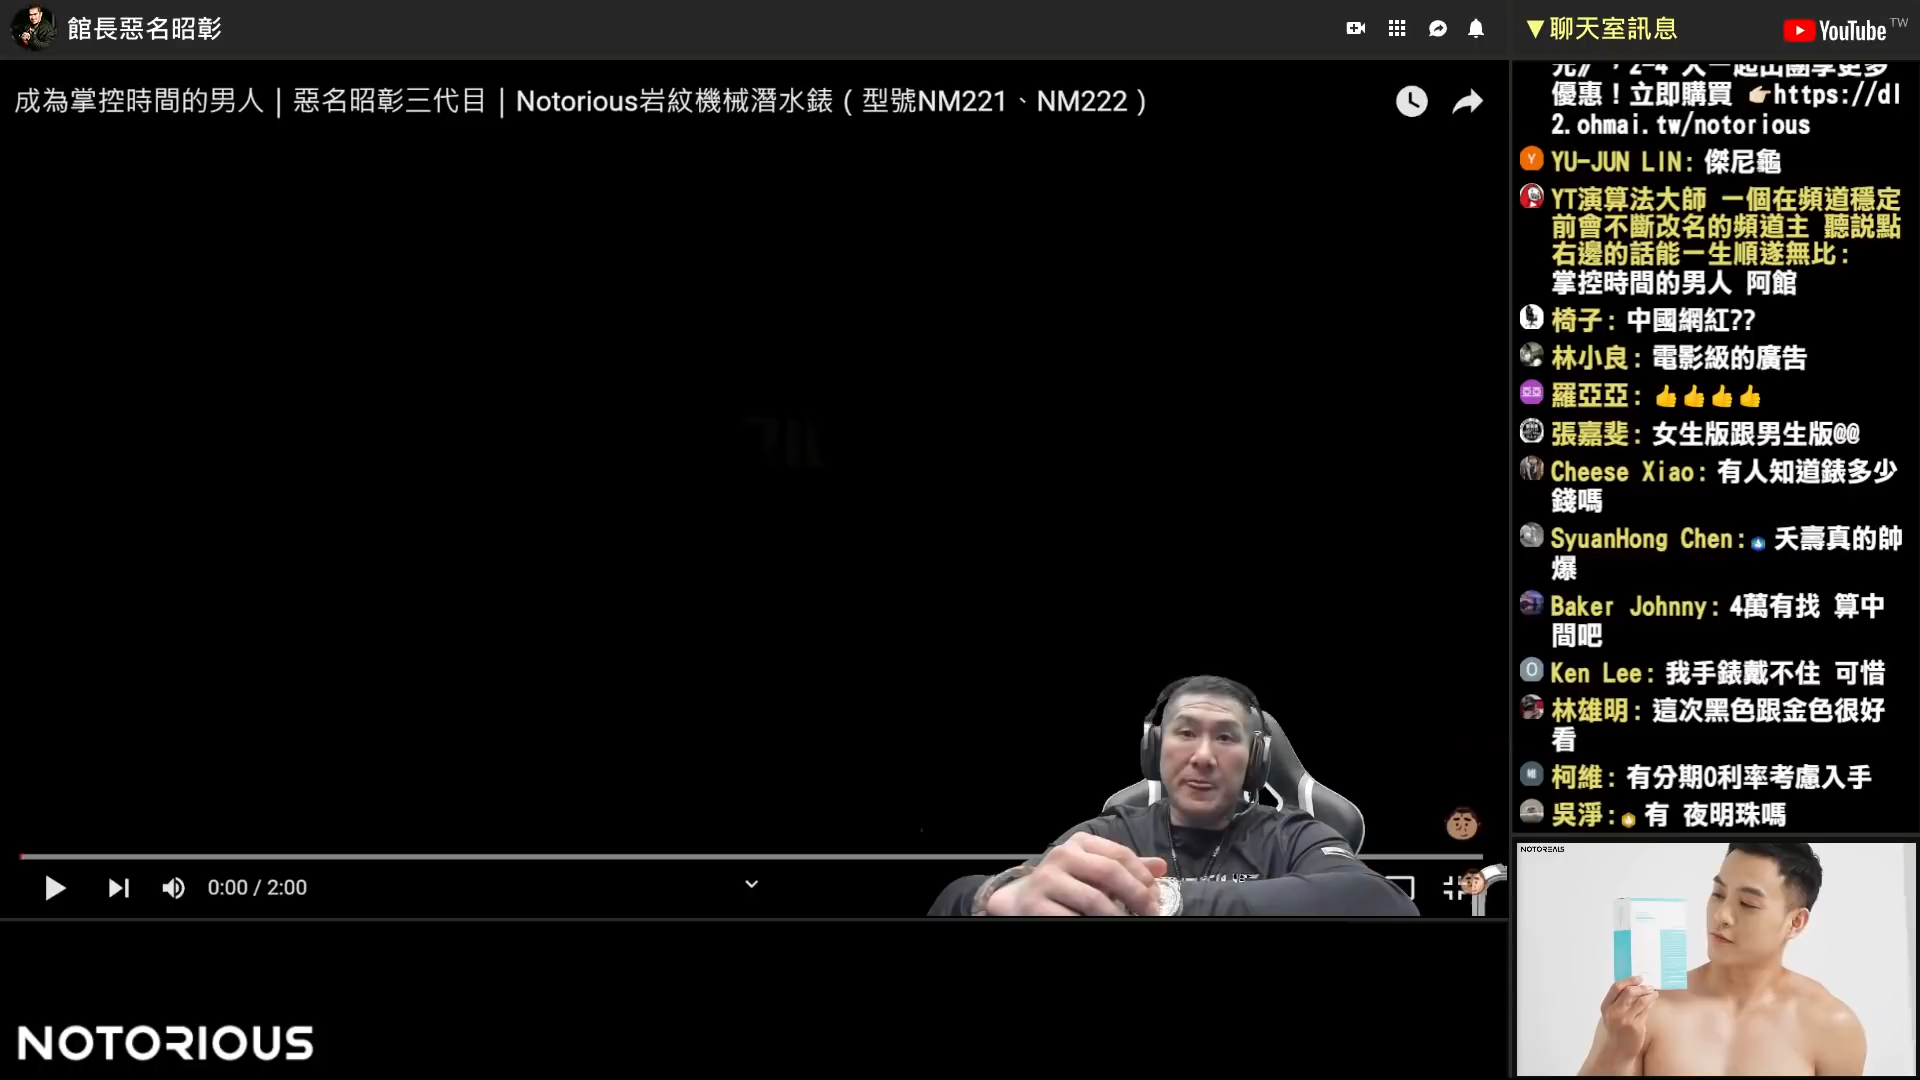 館長惡名昭彰
▼聊天室訊息
YouTube TW
成為掌控時間的男人｜惡名昭彰三代目｜Notorious岩紋機械潛水錶（型號NM221、NM222）
優惠！立即購買 👉🏻https://dl
2.ohmai.tw/notorious
YU-JUN LIN: 傑尼龜
YT演算法大師 一個在頻道穩定
前會不斷改名的頻道主 聽説點
右邊的話能一生順遂無比:
掌控時間的男人 阿館
椅子: 中國網紅??
林小良: 電影級的廣告
羅亞亞: 👍👍👍👍
張嘉斐: 女生版跟男生版@@
Cheese Xiao: 有人知道錶多少
錢嗎
SyuanHong Chen: 夭壽真的帥
爆
Baker Johnny: 4萬有找 算中
間吧
Ken Lee: 我手錶戴不住 可惜
林雄明: 這次黑色跟金色很好
看
柯維: 有分期0利率考慮入手
吳淨: 有 夜明珠嗎
0:00 / 2:00
NOTOREALS
NOTORIOUS